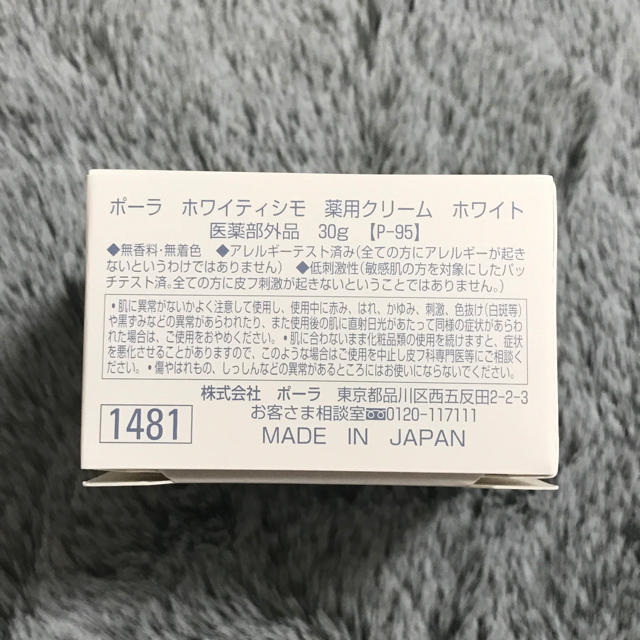 ポーラ　ホワイティシモ　薬用クリーム　ホワイト
医薬部外品　30g　【P-95】
◆無香料・無着色　◆アレルギーテスト済み(全ての方にアレルギーが起き
ないというわけではありません)　◆低刺激性(敏感肌の方を対象にしたパッ
チテスト済。全ての方に皮フ刺激が起きないということではありません。)
・肌に異常がないかよく注意して使用し、使用中に赤み、はれ、かゆみ、刺激、色抜け(白斑等)
や黒ずみなどの異常があらわれたり、また使用後の肌に直射日光があたって同様の症状があらわ
れた場合は、ご使用をおやめください。・肌に合わないまま化粧品類の使用を続けますと、症状
を悪化させることがありますので、このような場合はご使用を中止し皮フ科専門医等にご相談く
ださい。・傷やはれもの、しっしんなどの異常があるところにはお使いにならないでください。
株式会社　ポーラ　東京都品川区西五反田2-2-3
お客さま相談室 0120-117111
1481
MADE IN JAPAN